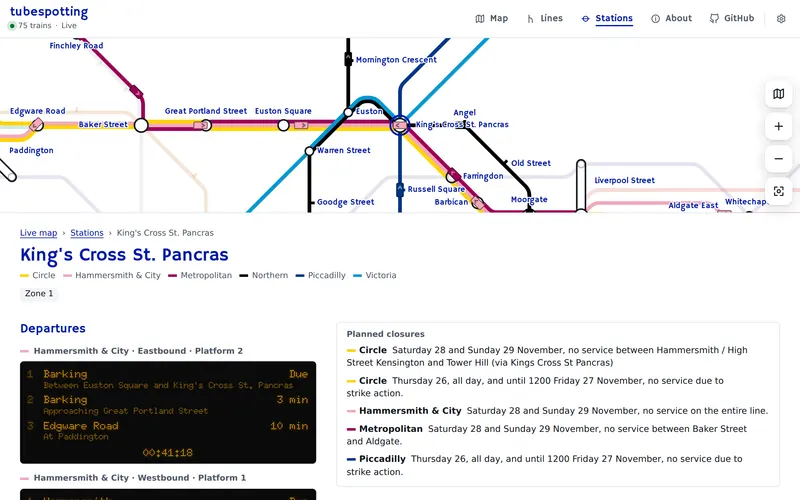 tubespotting
75 trains · Live
Map
Lines
Stations
About
GitHub
Finchley Road
Mornington Crescent
Edgware Road
Great Portland Street
Euston Square
Euston
Angel
Baker Street
King's Cross St. Pancras
Paddington
Warren Street
Old Street
Farringdon
Liverpool Street
Russell Square
Barbican
Goodge Street
Moorgate
Aldgate East
Whitechap
Live map › Stations › King's Cross St. Pancras
King's Cross St. Pancras
Circle
Hammersmith & City
Metropolitan
Northern
Piccadilly
Victoria
Zone 1
Departures
Hammersmith & City · Eastbound · Platform 2
1 Barking Due
Between Euston Square and King's Cross St. Pancras
2 Barking 3 min
Approaching Great Portland Street
3 Edgware Road 10 min
At Paddington
00:41:18
Hammersmith & City · Westbound · Platform 1
Planned closures
Circle Saturday 28 and Sunday 29 November, no service between Hammersmith / High
Street Kensington and Tower Hill (via Kings Cross St Pancras)
Circle Thursday 26, all day, and until 1200 Friday 27 November, no service due to
strike action.
Hammersmith & City Saturday 28 and Sunday 29 November, no service on the entire line.
Metropolitan Saturday 28 and Sunday 29 November, no service between Baker Street
and Aldgate.
Piccadilly Thursday 26, all day, and until 1200 Friday 27 November, no service due to
strike action.